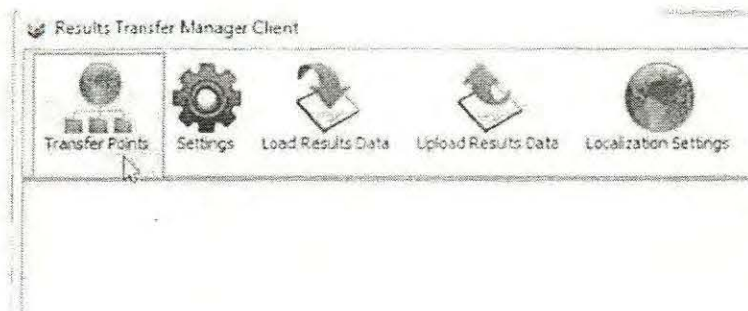 Results Transfer Manager Client
Transfer Points Settings Load Results Data Upload Results Data Localization Settings